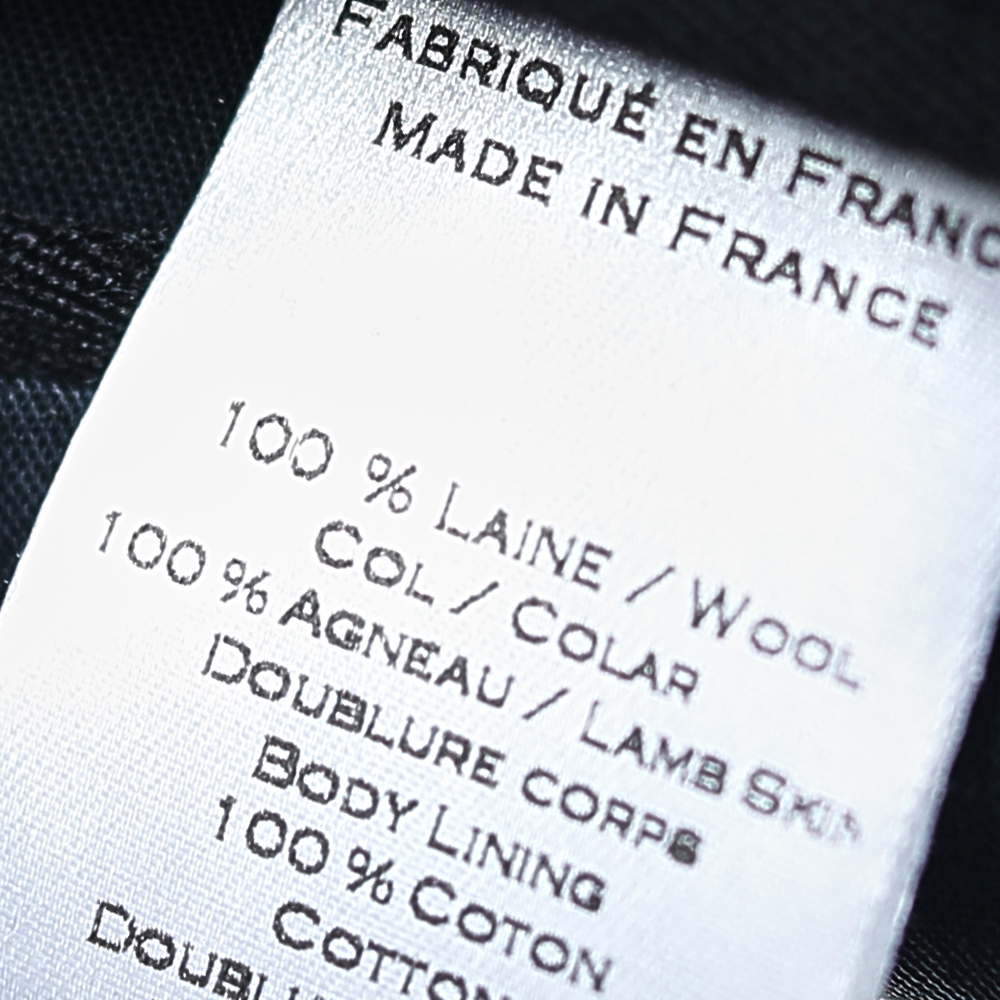 FABRIQUÉ EN FRANC
MADE IN FRANCE
100 % LAINE / WOOL
COL / COLAR
100 % AGNEAU / LAMB SKIN
DOUBLURE CORPS
BODY LINING
100 % COTON
COTTON